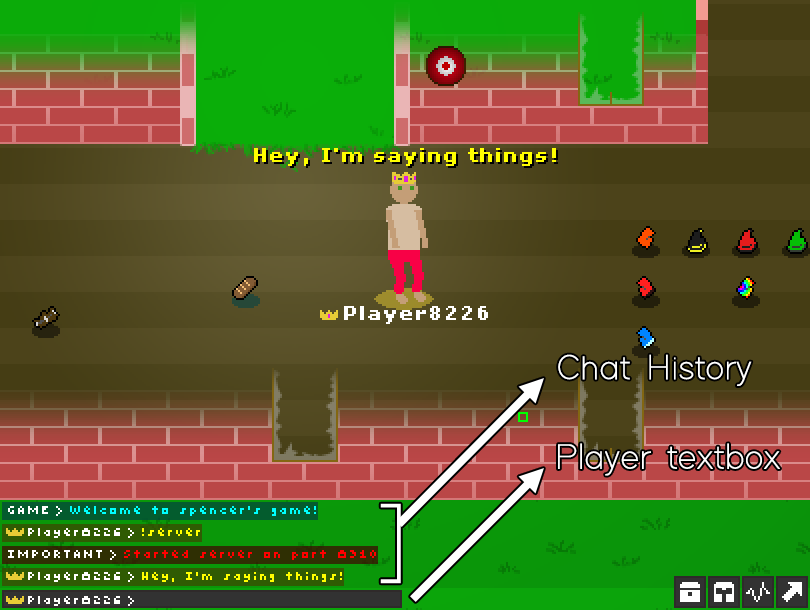 Hey, I'm saying things!
Player8226
Chat History
Player textbox
GAME > Welcome to spencer's game!
Player8226 > !server
IMPORTANT > Started server on port 8310
Player8226 > Hey, I'm saying things!
Player8226 >